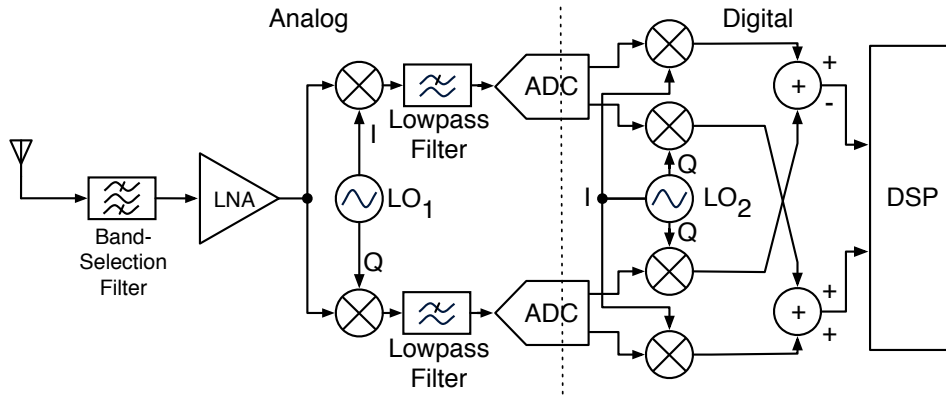 Analog
Digital
ADC
+
+
-
Lowpass
Filter
I
Q
LNA
LO1
I
LO2
DSP
Band-
Selection
Filter
Q
Q
ADC
+
+
+
Lowpass
Filter